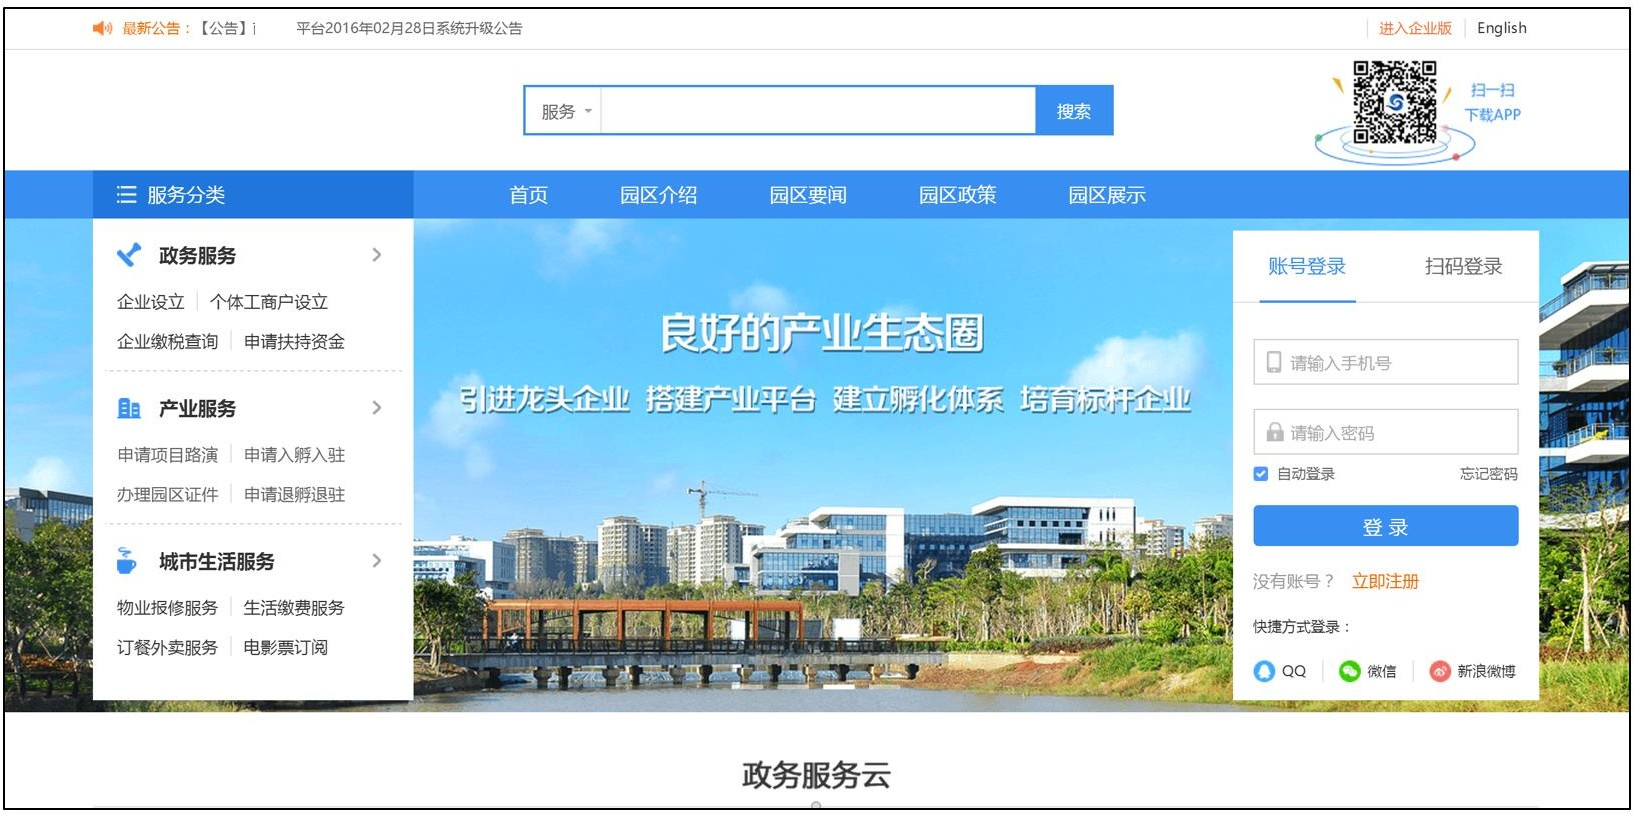 最新公告：【公告】
平台2016年02月28日系统升级公告
进入企业版
English
服务
搜索
扫一扫
下载APP
服务分类
首页
园区介绍
园区要闻
园区政策
园区展示
政务服务
企业设立
个体工商户设立
企业缴税查询
申请扶持资金
产业服务
申请项目路演
申请入孵入驻
办理园区证件
申请退孵退驻
城市生活服务
物业报修服务
生活缴费服务
订餐外卖服务
电影票订阅
良好的产业生态圈
引进龙头企业 搭建产业平台 建立孵化体系 培育标杆企业
账号登录
扫码登录
请输入手机号
请输入密码
自动登录
忘记密码
登 录
没有账号？
立即注册
快捷方式登录：
QQ
微信
新浪微博
政务服务云